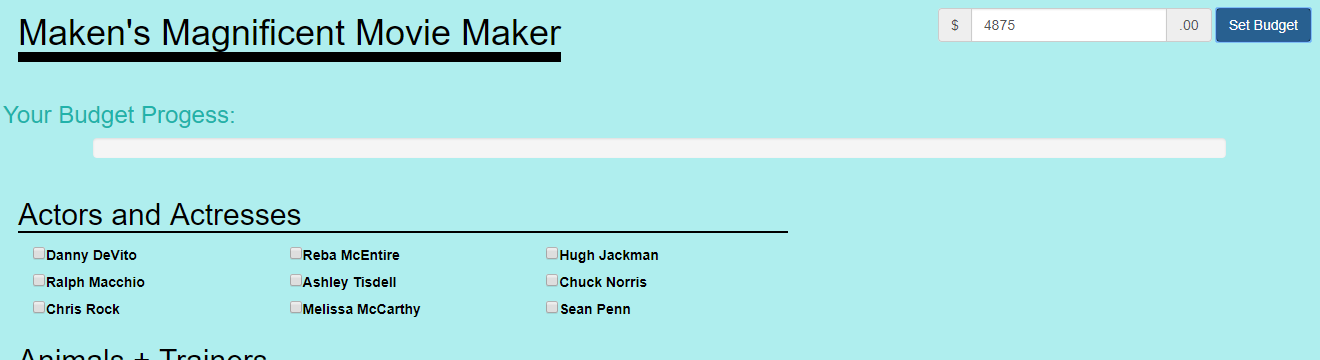 Maken's Magnificent Movie Maker
$ 4875 .00 Set Budget
Your Budget Progess:
Actors and Actresses
Danny DeVito Reba McEntire Hugh Jackman
Ralph Macchio Ashley Tisdell Chuck Norris
Chris Rock Melissa McCarthy Sean Penn
Animals + Trainers